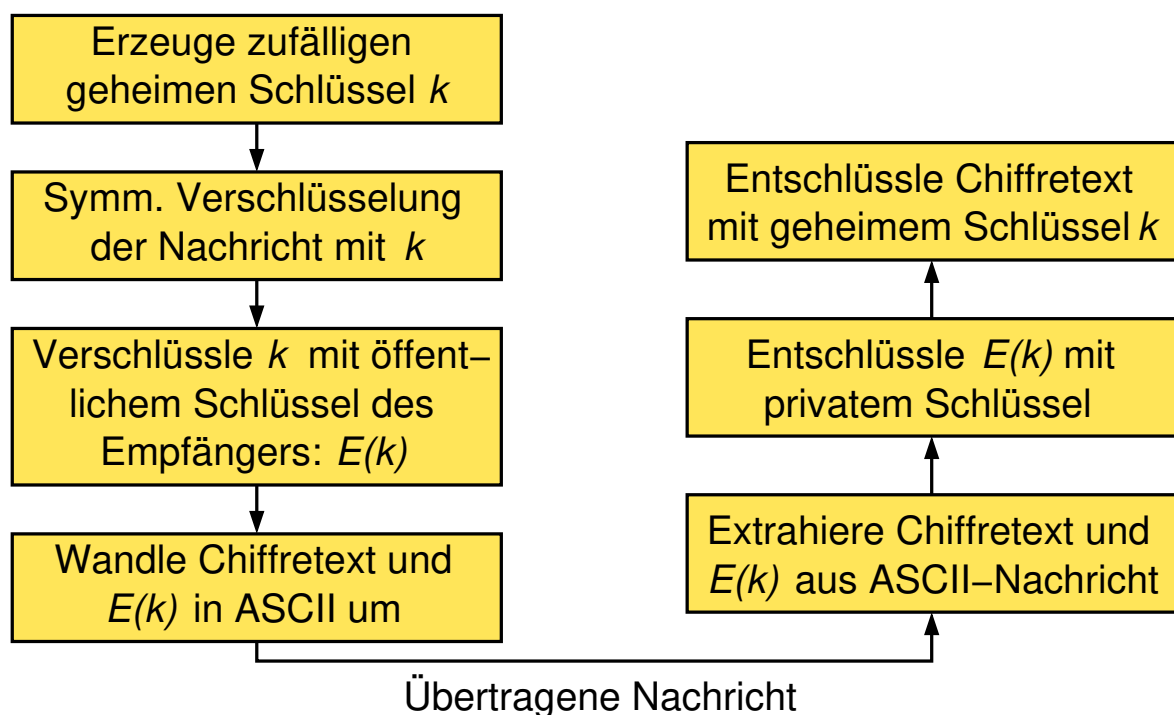 Erzeuge zufälligen
geheimen Schlüssel k
Symm. Verschlüsselung
der Nachricht mit k
Verschlüssle k mit öffent–
lichem Schlüssel des
Empfängers: E(k)
Wandle Chiffretext und
E(k) in ASCII um
Übertragene Nachricht
Extrahiere Chiffretext und
E(k) aus ASCII–Nachricht
Entschlüssle E(k) mit
privatem Schlüssel
Entschlüssle Chiffretext
mit geheimem Schlüssel k